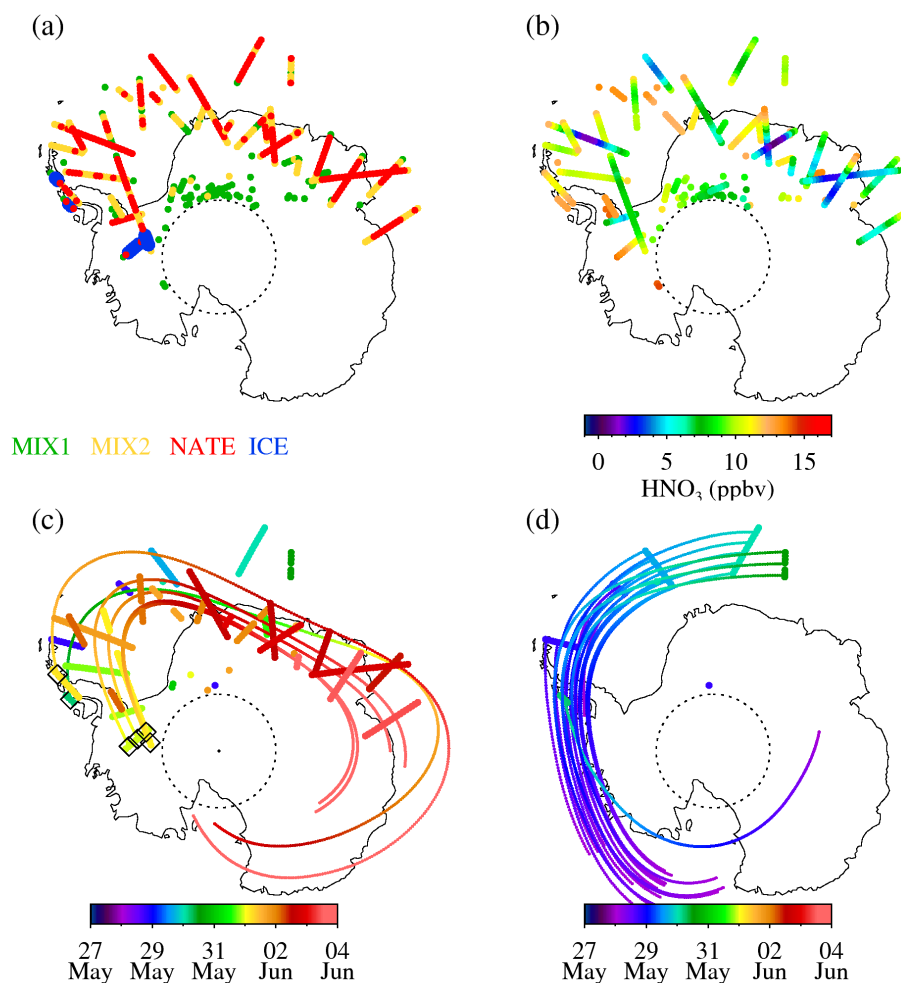 (a)
(b)
MIX1 MIX2 NATE ICE
0 5 10 15
HNO3 (ppbv)
(c)
(d)
27 29 31 02 04
May May May Jun Jun
27 29 31 02 04
May May May Jun Jun